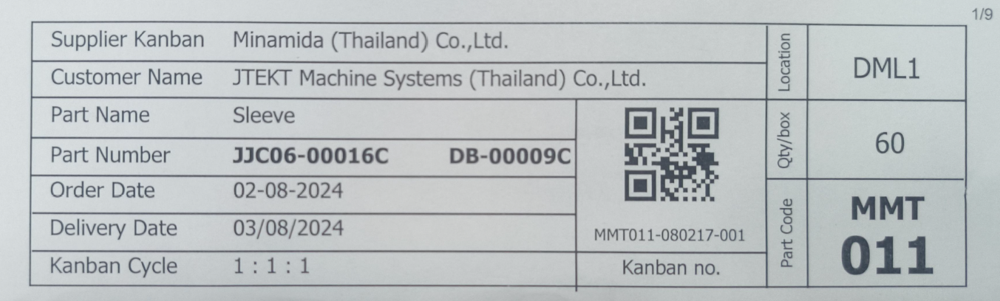 1/9
Supplier Kanban Minamida (Thailand) Co.,Ltd.
Customer Name JTEKT Machine Systems (Thailand) Co.,Ltd.
Location DML1
Part Name Sleeve
Part Number JJC06-00016C DB-00009C
Qty/box 60
Order Date 02-08-2024
Delivery Date 03/08/2024
MMT011-080217-001
Kanban Cycle 1 : 1 : 1
Kanban no.
Part Code MMT
011